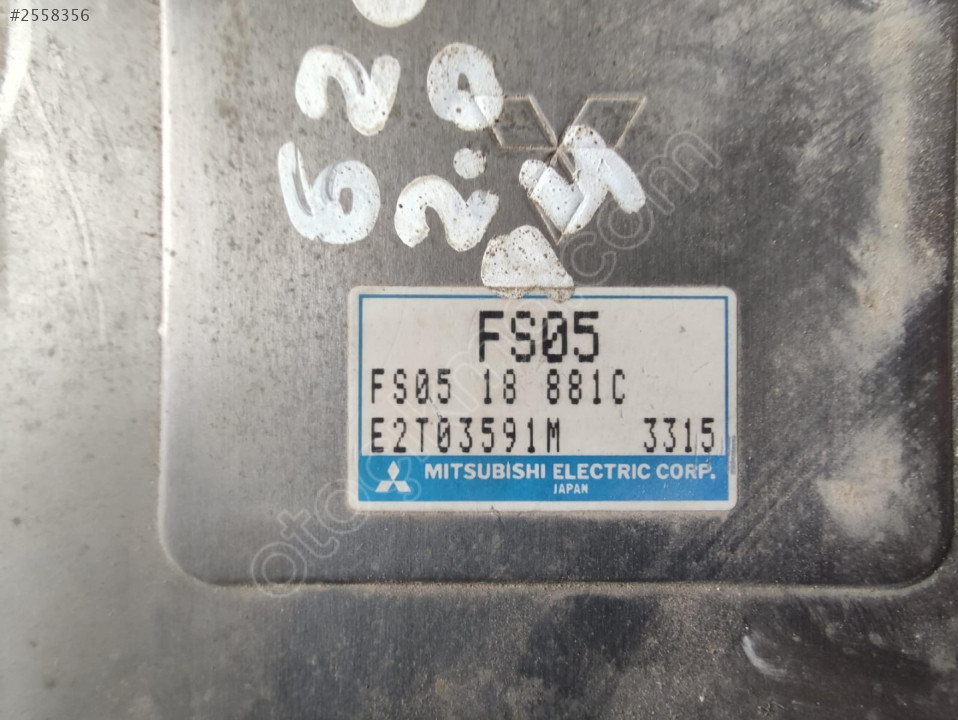 #2558356
FS05
FS05 18 881C
E2T03591M 3315
MITSUBISHI ELECTRIC CORP.
JAPAN